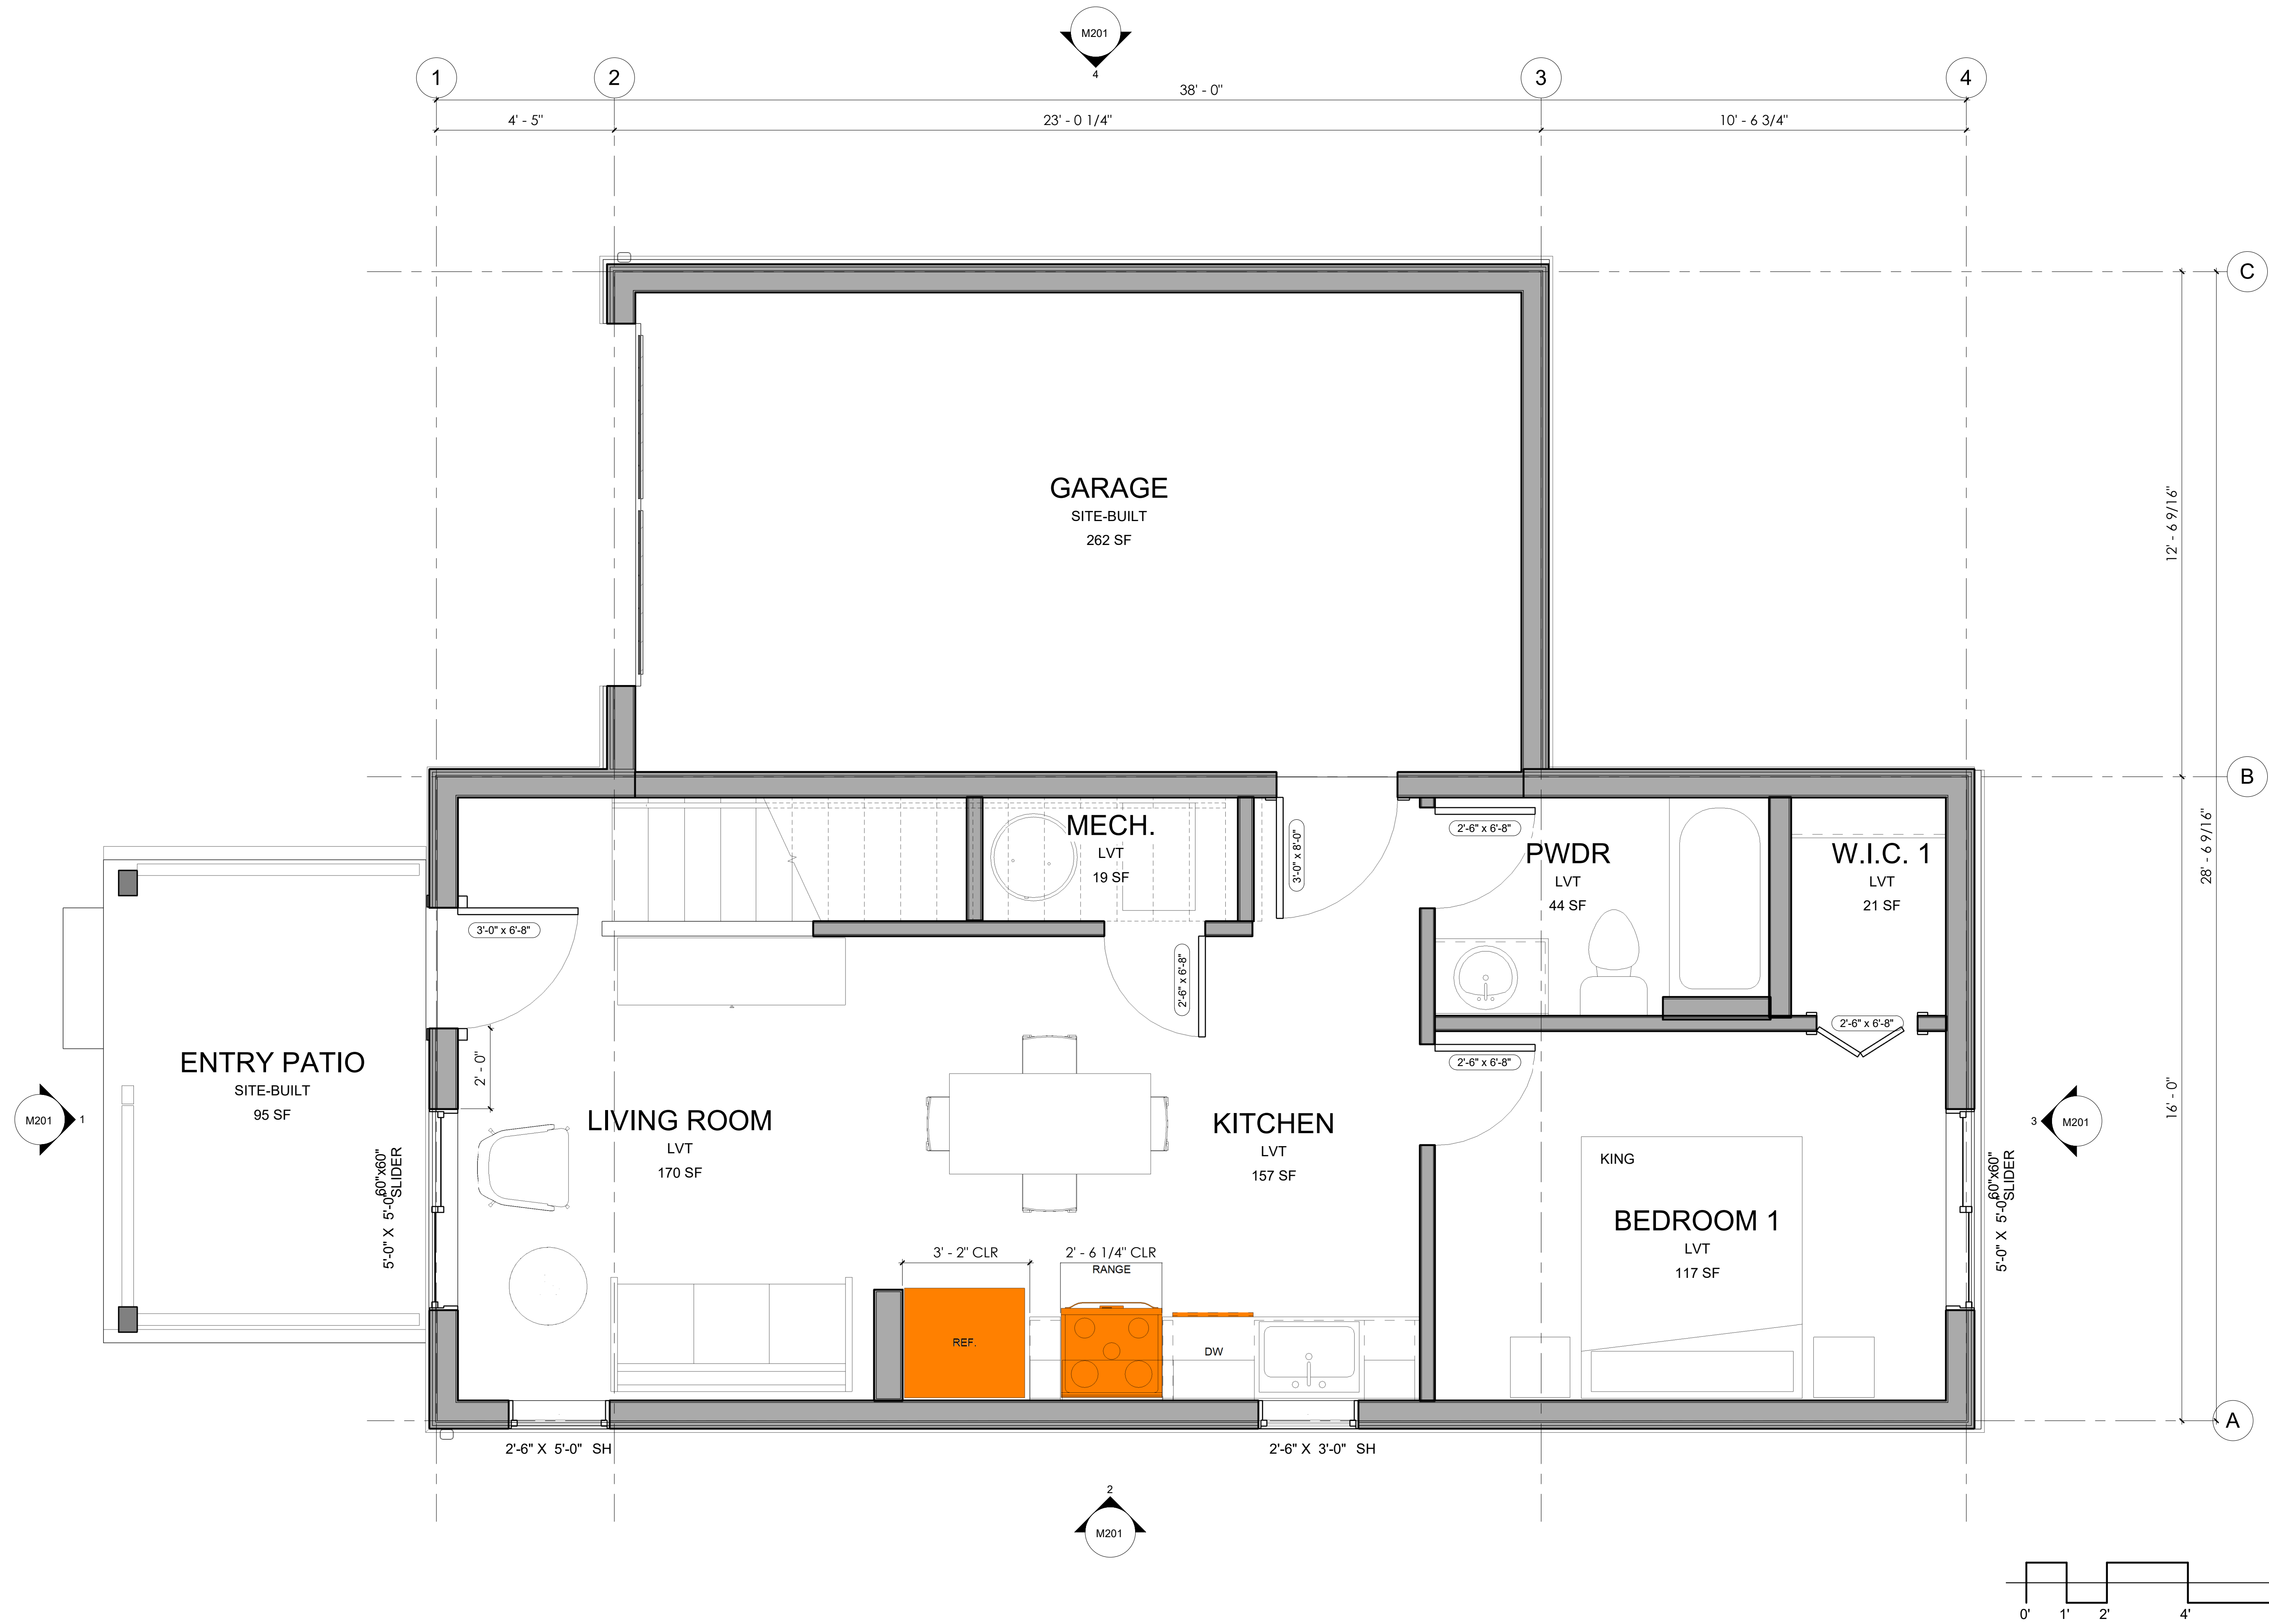 M201
4
1
2
3
4
38' - 0"
4' - 5"
23' - 0 1/4"
10' - 6 3/4"
C
GARAGE
SITE-BUILT
262 SF
12' - 6 9/16"
B
28' - 6 9/16"
16' - 0"
A
MECH.
LVT
19 SF
3'-0" x 8'-0"
2'-6" x 6'-8"
PWDR
LVT
44 SF
W.I.C. 1
LVT
21 SF
3'-0" x 6'-8"
2'-6" x 6'-8"
2'-6" x 6'-8"
2'-6" x 6'-8"
2' - 0"
ENTRY PATIO
SITE-BUILT
95 SF
M201
1
LIVING ROOM
LVT
170 SF
KITCHEN
LVT
157 SF
KING
BEDROOM 1
LVT
117 SF
3
M201
60"x60"
SLIDER
5'-0" X 5'-0"
60"x60"
SLIDER
5'-0" X 5'-0"
3' - 2" CLR
2' - 6 1/4" CLR
RANGE
REF.
DW
2'-6" X 5'-0" SH
2'-6" X 3'-0" SH
2
M201
0'
1'
2'
4'